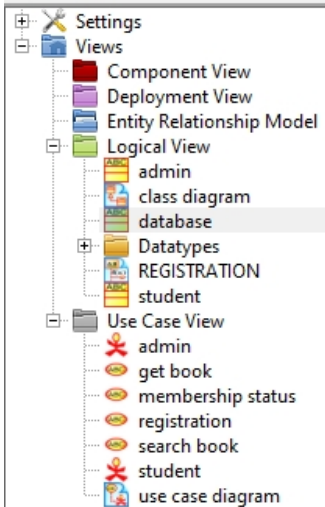 Settings
Views
Component View
Deployment View
Entity Relationship Model
Logical View
admin
class diagram
database
Datatypes
REGISTRATION
student
Use Case View
admin
get book
membership status
registration
search book
student
use case diagram